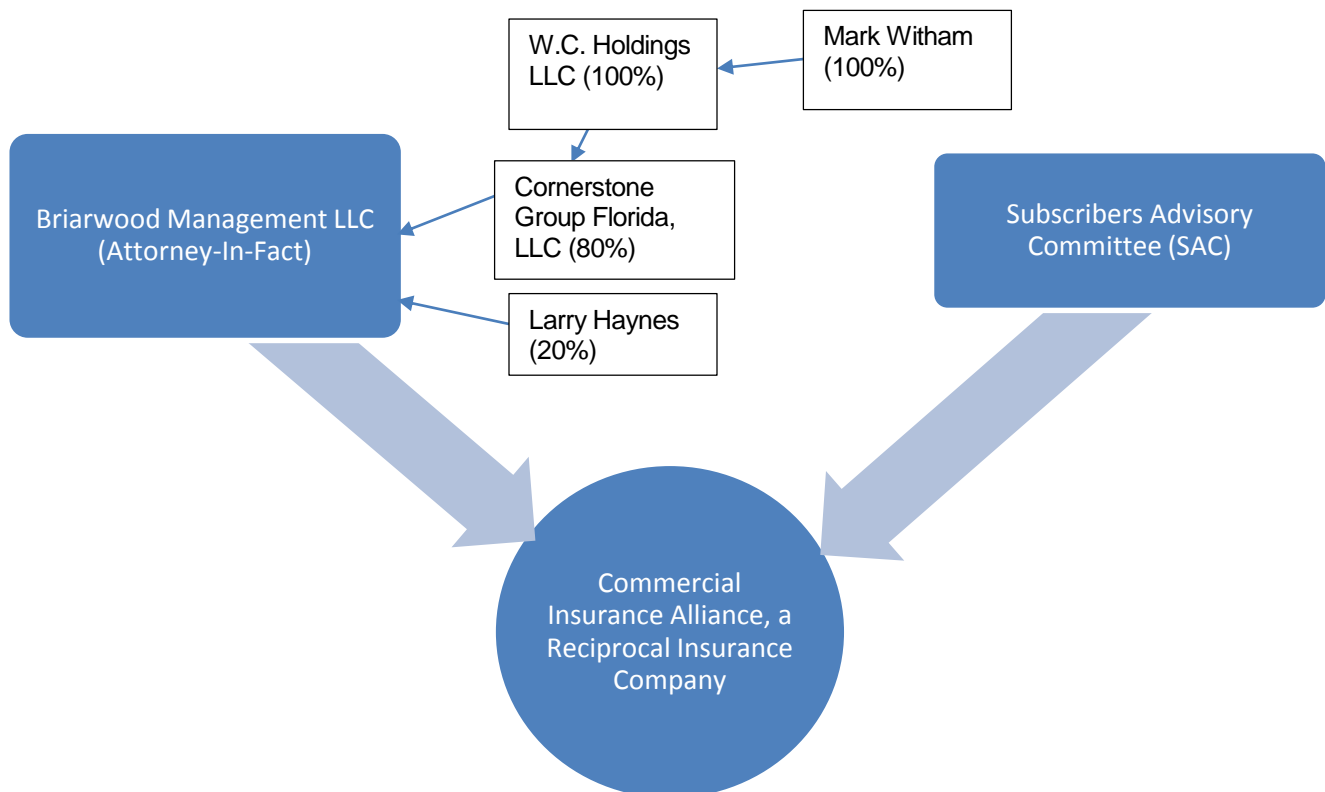 W.C. Holdings
LLC (100%)
Mark Witham
(100%)
Briarwood Management LLC
(Attorney-In-Fact)
Cornerstone
Group Florida,
LLC (80%)
Larry Haynes
(20%)
Subscribers Advisory
Committee (SAC)
Commercial
Insurance Alliance, a
Reciprocal Insurance
Company